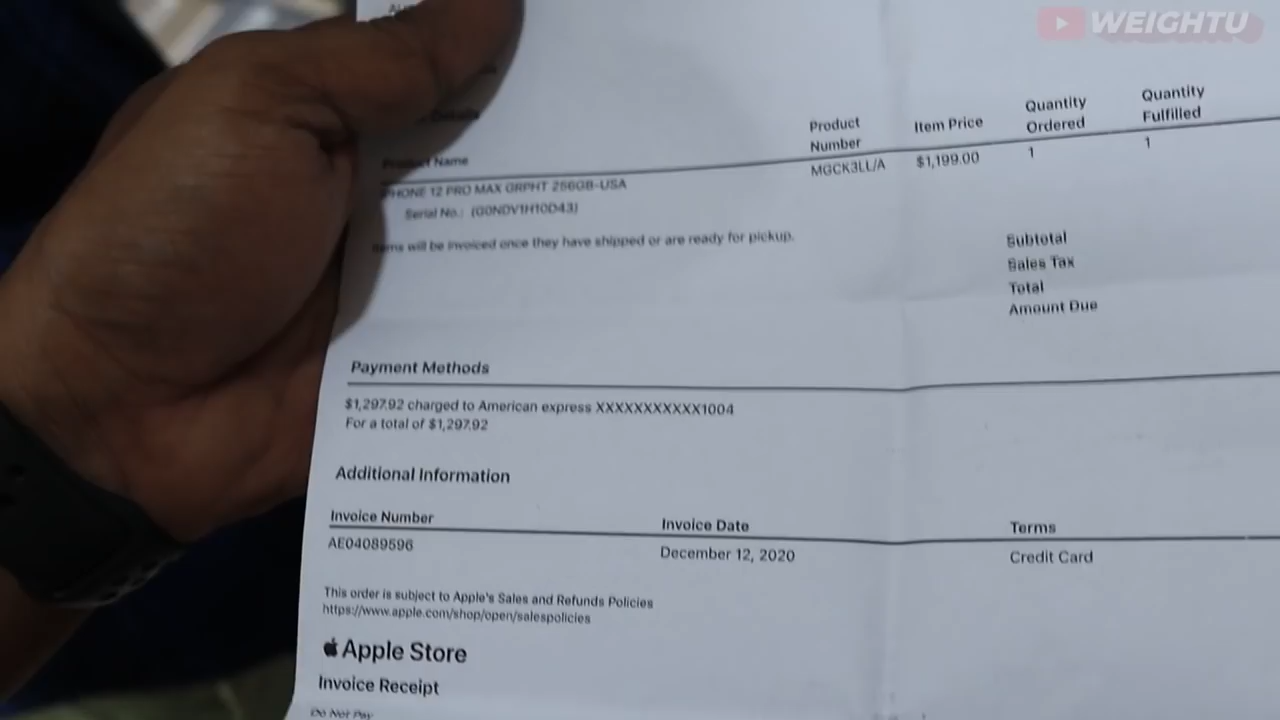 WEIGHTU
Details
Product Name
Product Number
Item Price
Quantity Ordered
Quantity Fulfilled
PHONE 12 PRO MAX GRPHT 256GB-USA
MGCK3LL/A
$1,199.00
1
1
Serial No.: (G0NDV1H10D43)
Items will be invoiced once they have shipped or are ready for pickup.
Subtotal
Sales Tax
Total
Amount Due
Payment Methods
$1,297.92 charged to American express XXXXXXXXXXX1004
For a total of $1,297.92
Additional Information
Invoice Number
Invoice Date
Terms
AE04089596
December 12, 2020
Credit Card
This order is subject to Apple's Sales and Refunds Policies
https://www.apple.com/shop/open/salespolicies
Apple Store
Invoice Receipt
Do Not Pay